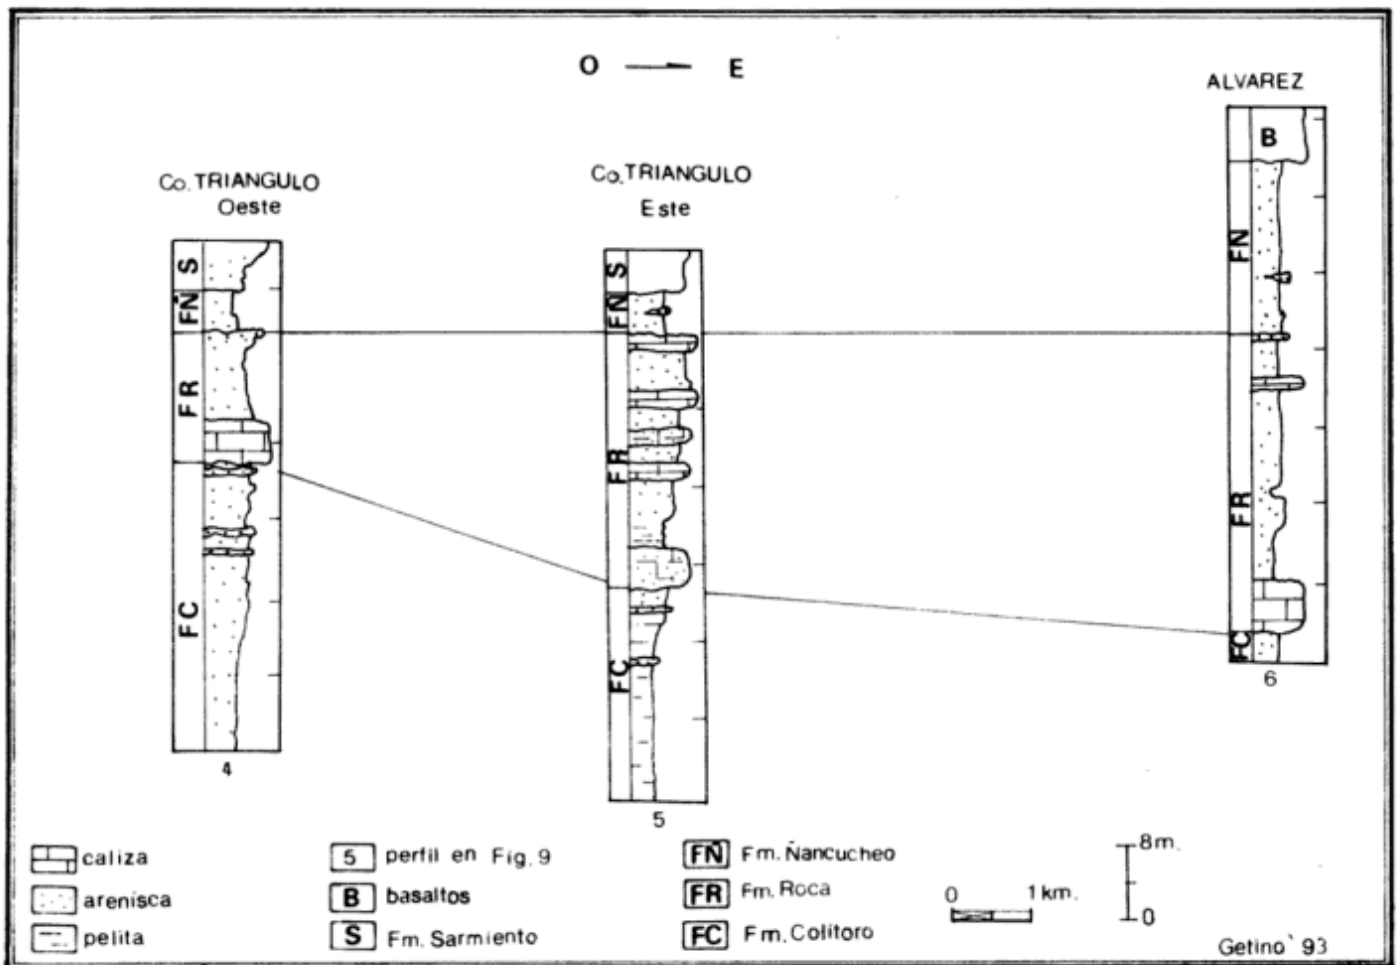 O E
ALVAREZ
Co. TRIANGULO
Oeste
Co. TRIANGULO
Este
S
FÑ
FR
FC
4
S
FÑ
FR
FC
5
B
FÑ
FR
FC
6
caliza
arenisca
pelita
5 perfil en Fig. 9
B basaltos
S Fm. Sarmiento
FÑ Fm. Ñancucheo
FR Fm. Roca
FC Fm. Colitoro
0 1 km.
8 m.
0
Getino '93